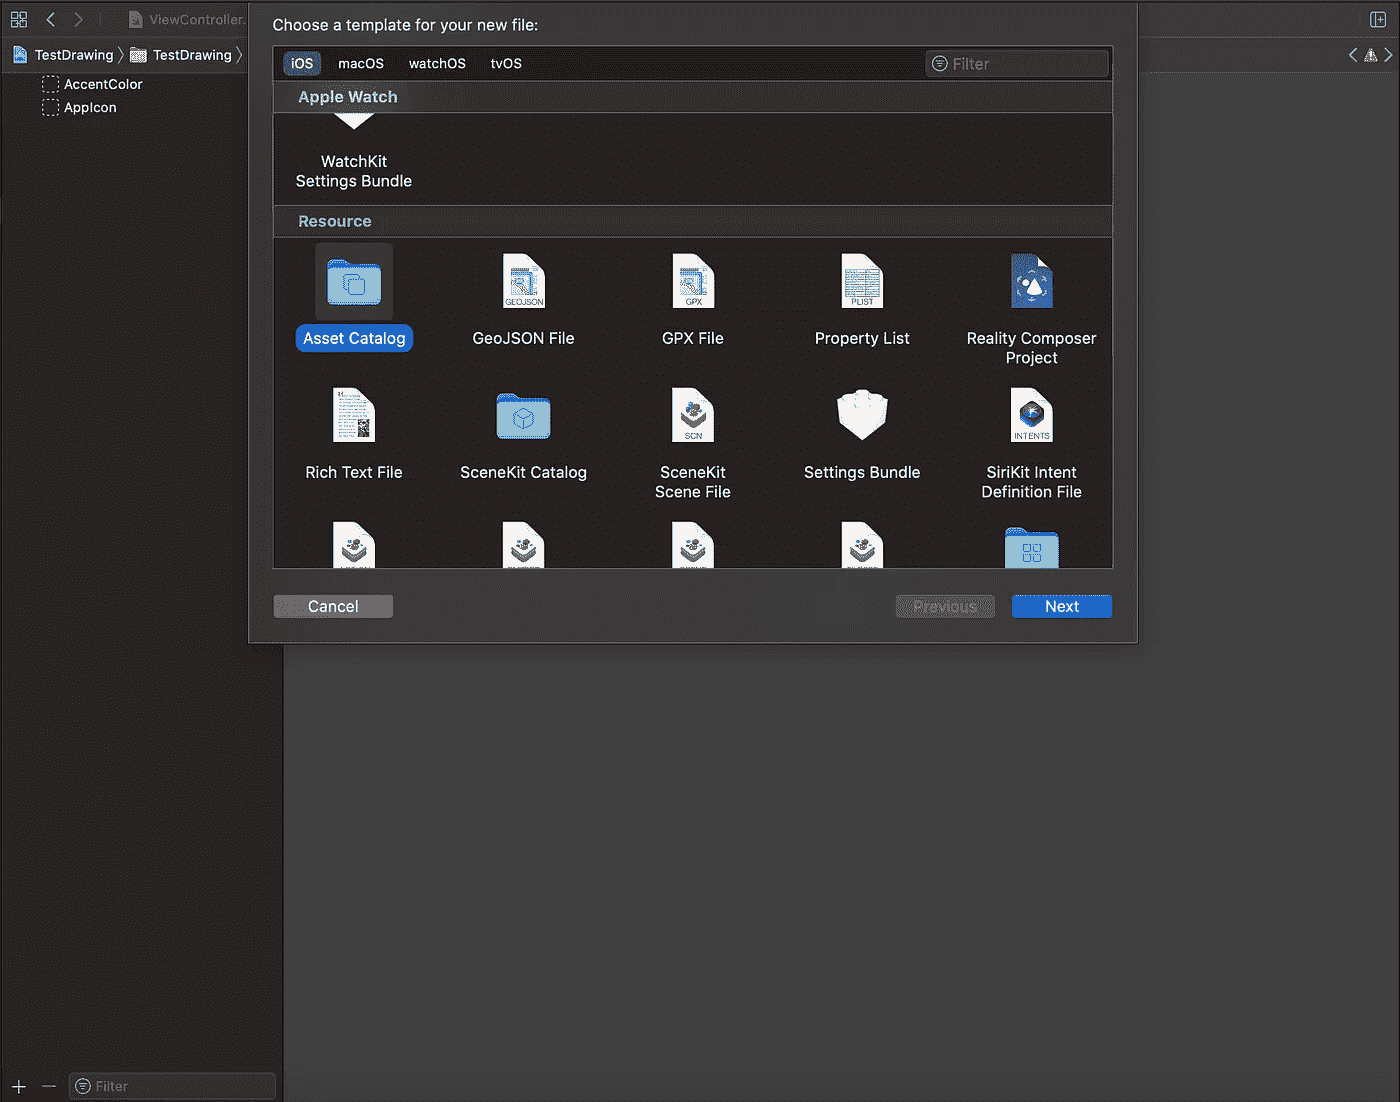 ViewController.
Choose a template for your new file:
TestDrawing
TestDrawing
iOS
macOS
watchOS
tvOS
Filter
AccentColor
AppIcon
Apple Watch
WatchKit
Settings Bundle
Resource
GEOJSON
GPX
PLIST
Asset Catalog
GeoJSON File
GPX File
Property List
Reality Composer
Project
SCN
INTENTS
Rich Text File
SceneKit Catalog
SceneKit
Scene File
Settings Bundle
SiriKit Intent
Definition File
Cancel
Previous
Next
Filter